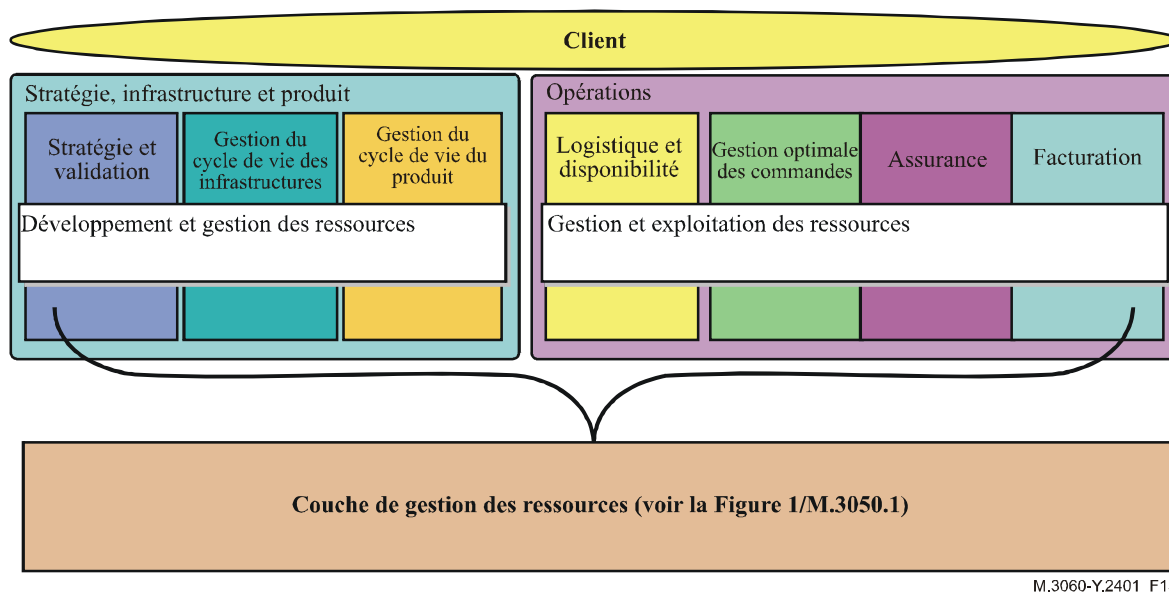 Client
Stratégie, infrastructure et produit
Stratégie et
validation
Gestion du
cycle de vie des
infrastructures
Gestion du
cycle de vie du
produit
Développement et gestion des ressources
Opérations
Logistique et
disponibilité
Gestion optimale
des commandes
Assurance
Facturation
Gestion et exploitation des ressources
Couche de gestion des ressources (voir la Figure 1/M.3050.1)
M.3060-Y.2401